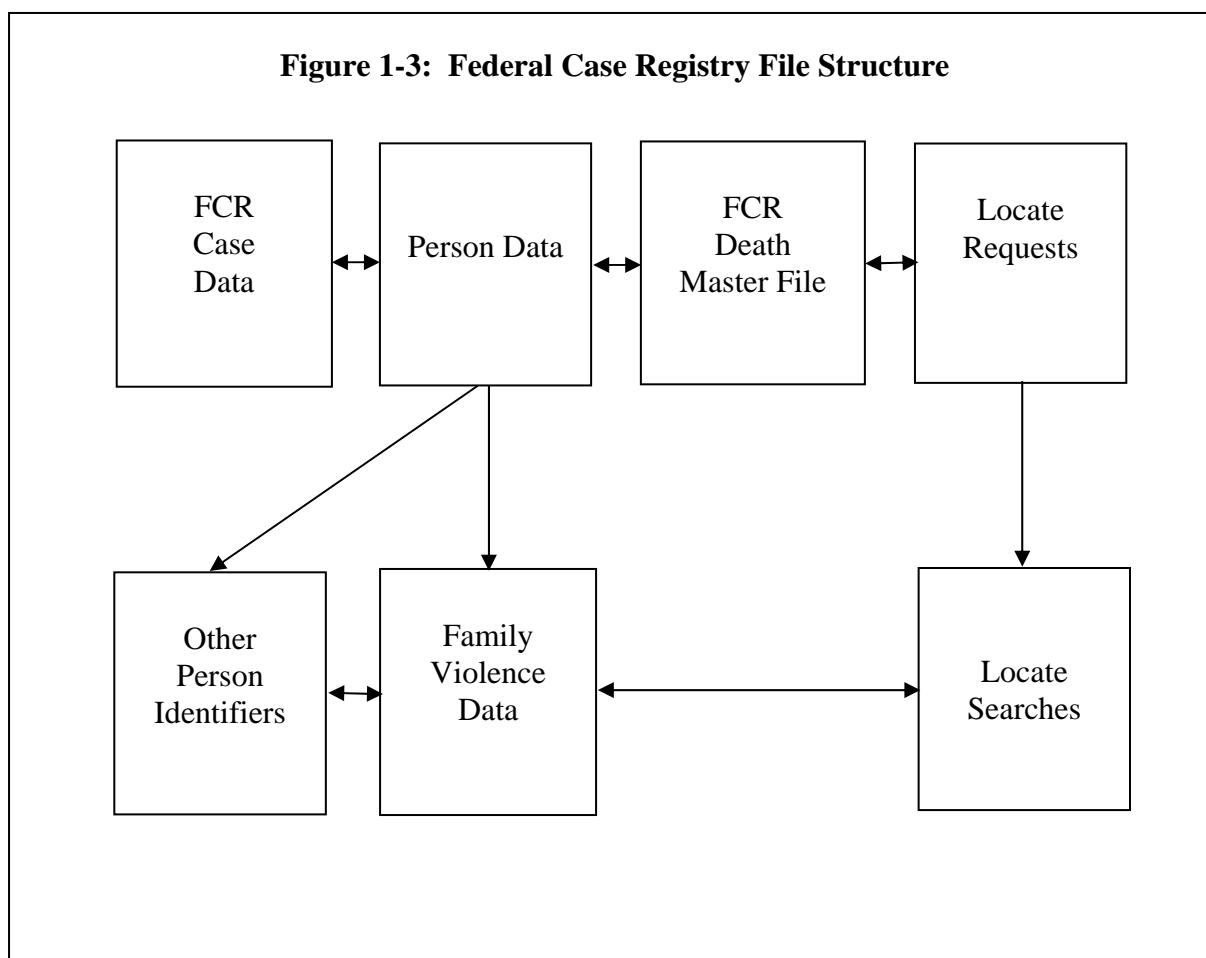 Figure 1-3: Federal Case Registry File Structure
FCR
Case
Data
Person Data
FCR
Death
Master File
Locate
Requests
Other
Person
Identifiers
Family
Violence
Data
Locate
Searches